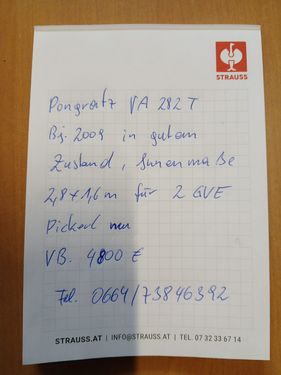 STRAUSS
Pongratz VA 282 T
Bj. 2009 in gutem
Zustand, Innenmaße
2,8 x 1,6 m für 2 GVE
Pickerl neu
VB. 4800 €
Tel. 0664/73846392
STRAUSS.AT | INFO@STRAUSS.AT | TEL. 07 32 33 67 14